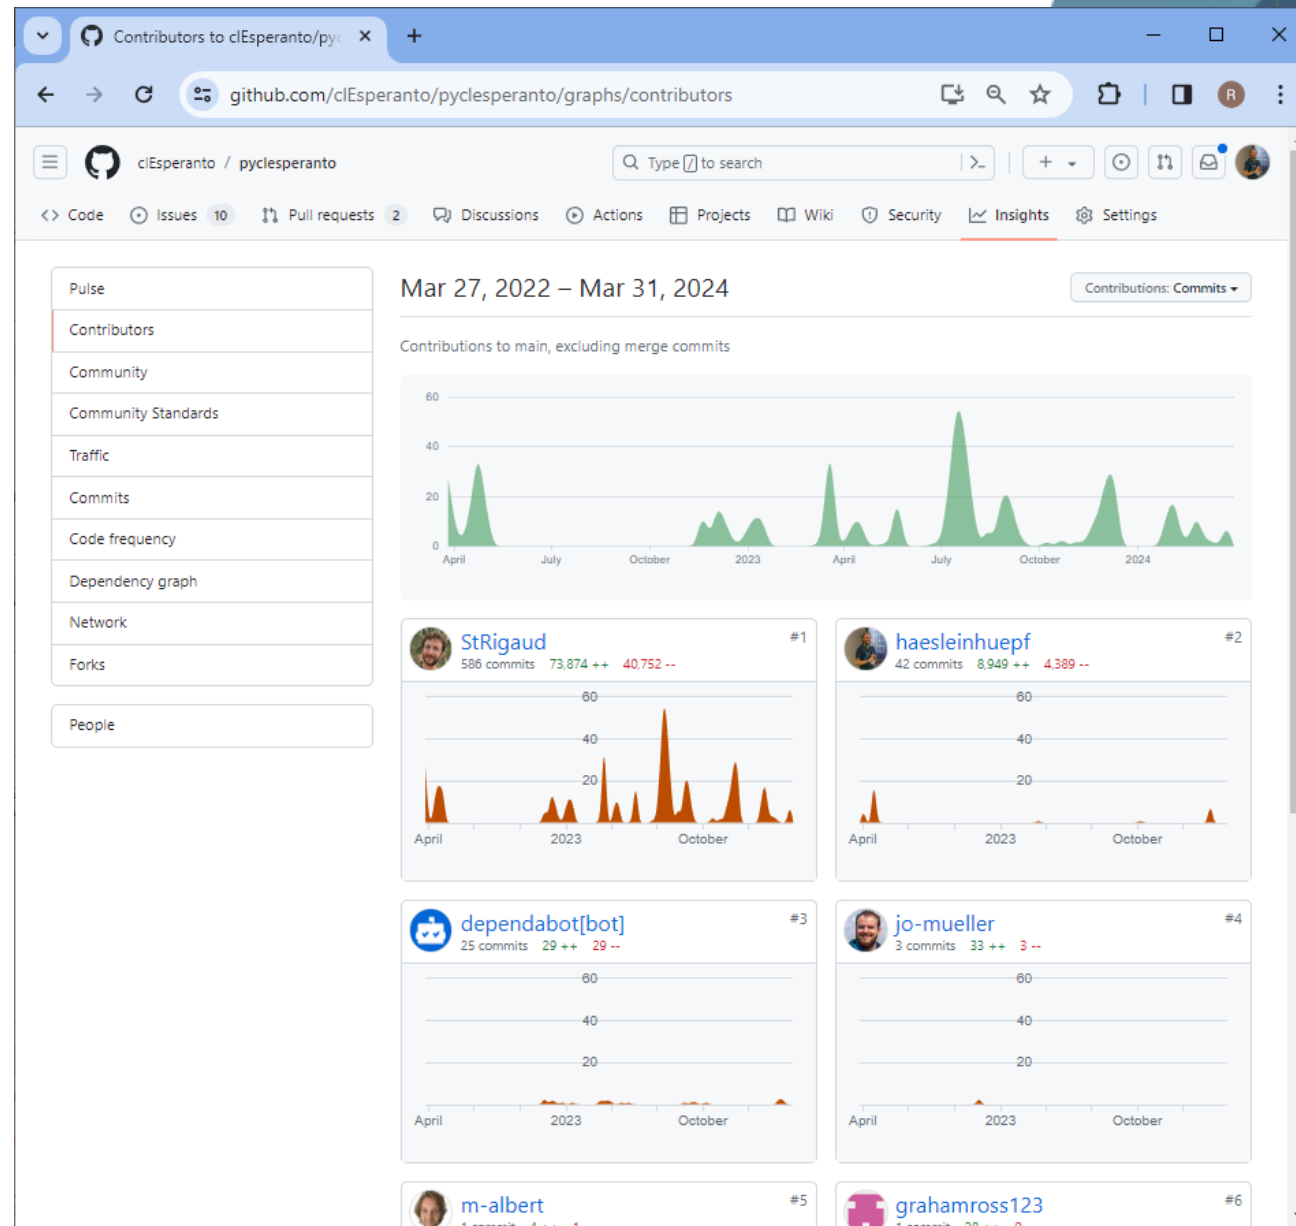 Contributors to clEsperanto/pyc
github.com/clEsperanto/pyclesperanto/graphs/contributors
R
clEsperanto / pyclesperanto
Type / to search
Code Issues 10 Pull requests 2 Discussions Actions Projects Wiki Security Insights Settings
Pulse
Contributors
Community
Community Standards
Traffic
Commits
Code frequency
Dependency graph
Network
Forks
People
Mar 27, 2022 – Mar 31, 2024
Contributions: Commits
Contributions to main, excluding merge commits
60
40
20
0
April July October 2023 April July October 2024
StRigaud #1
586 commits 73,874 ++ 40,752 --
60
40
20
April 2023 October
haesleinhuepf #2
42 commits 8,949 ++ 4,389 --
60
40
20
April 2023 October
dependabot[bot] #3
25 commits 29 ++ 29 --
60
40
20
April 2023 October
jo-mueller #4
3 commits 33 ++ 3 --
60
40
20
April 2023 October
m-albert #5
grahamross123 #6